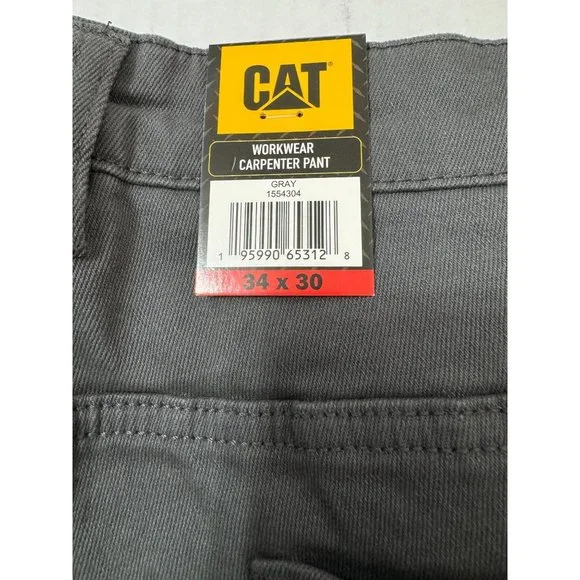 CAT®
WORKWEAR
/ CARPENTER PANT
GRAY
1554304
1 95990 65312 8
34 x 30